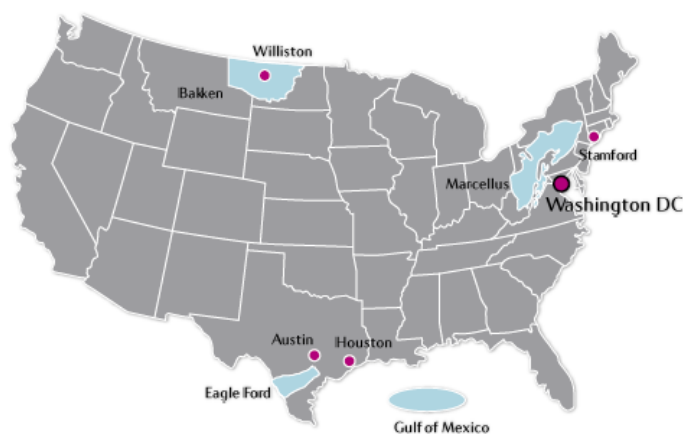 Williston
Bakken
Stamford
Marcellus
Washington DC
Austin
Houston
Eagle Ford
Gulf of Mexico